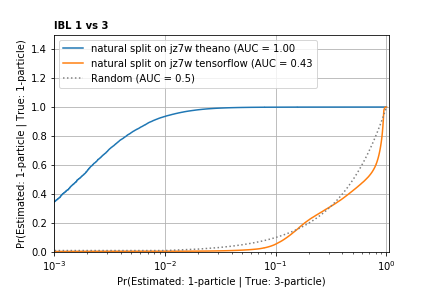 IBL 1 vs 3
Pr(Estimated: 1-particle | True: 1-particle)
1.4
1.2
1.0
0.8
0.6
0.4
0.2
0.0
natural split on jz7w theano (AUC = 1.00
natural split on jz7w tensorflow (AUC = 0.43
Random (AUC = 0.5)
10⁻³ 10⁻² 10⁻¹ 10⁰
Pr(Estimated: 1-particle | True: 3-particle)